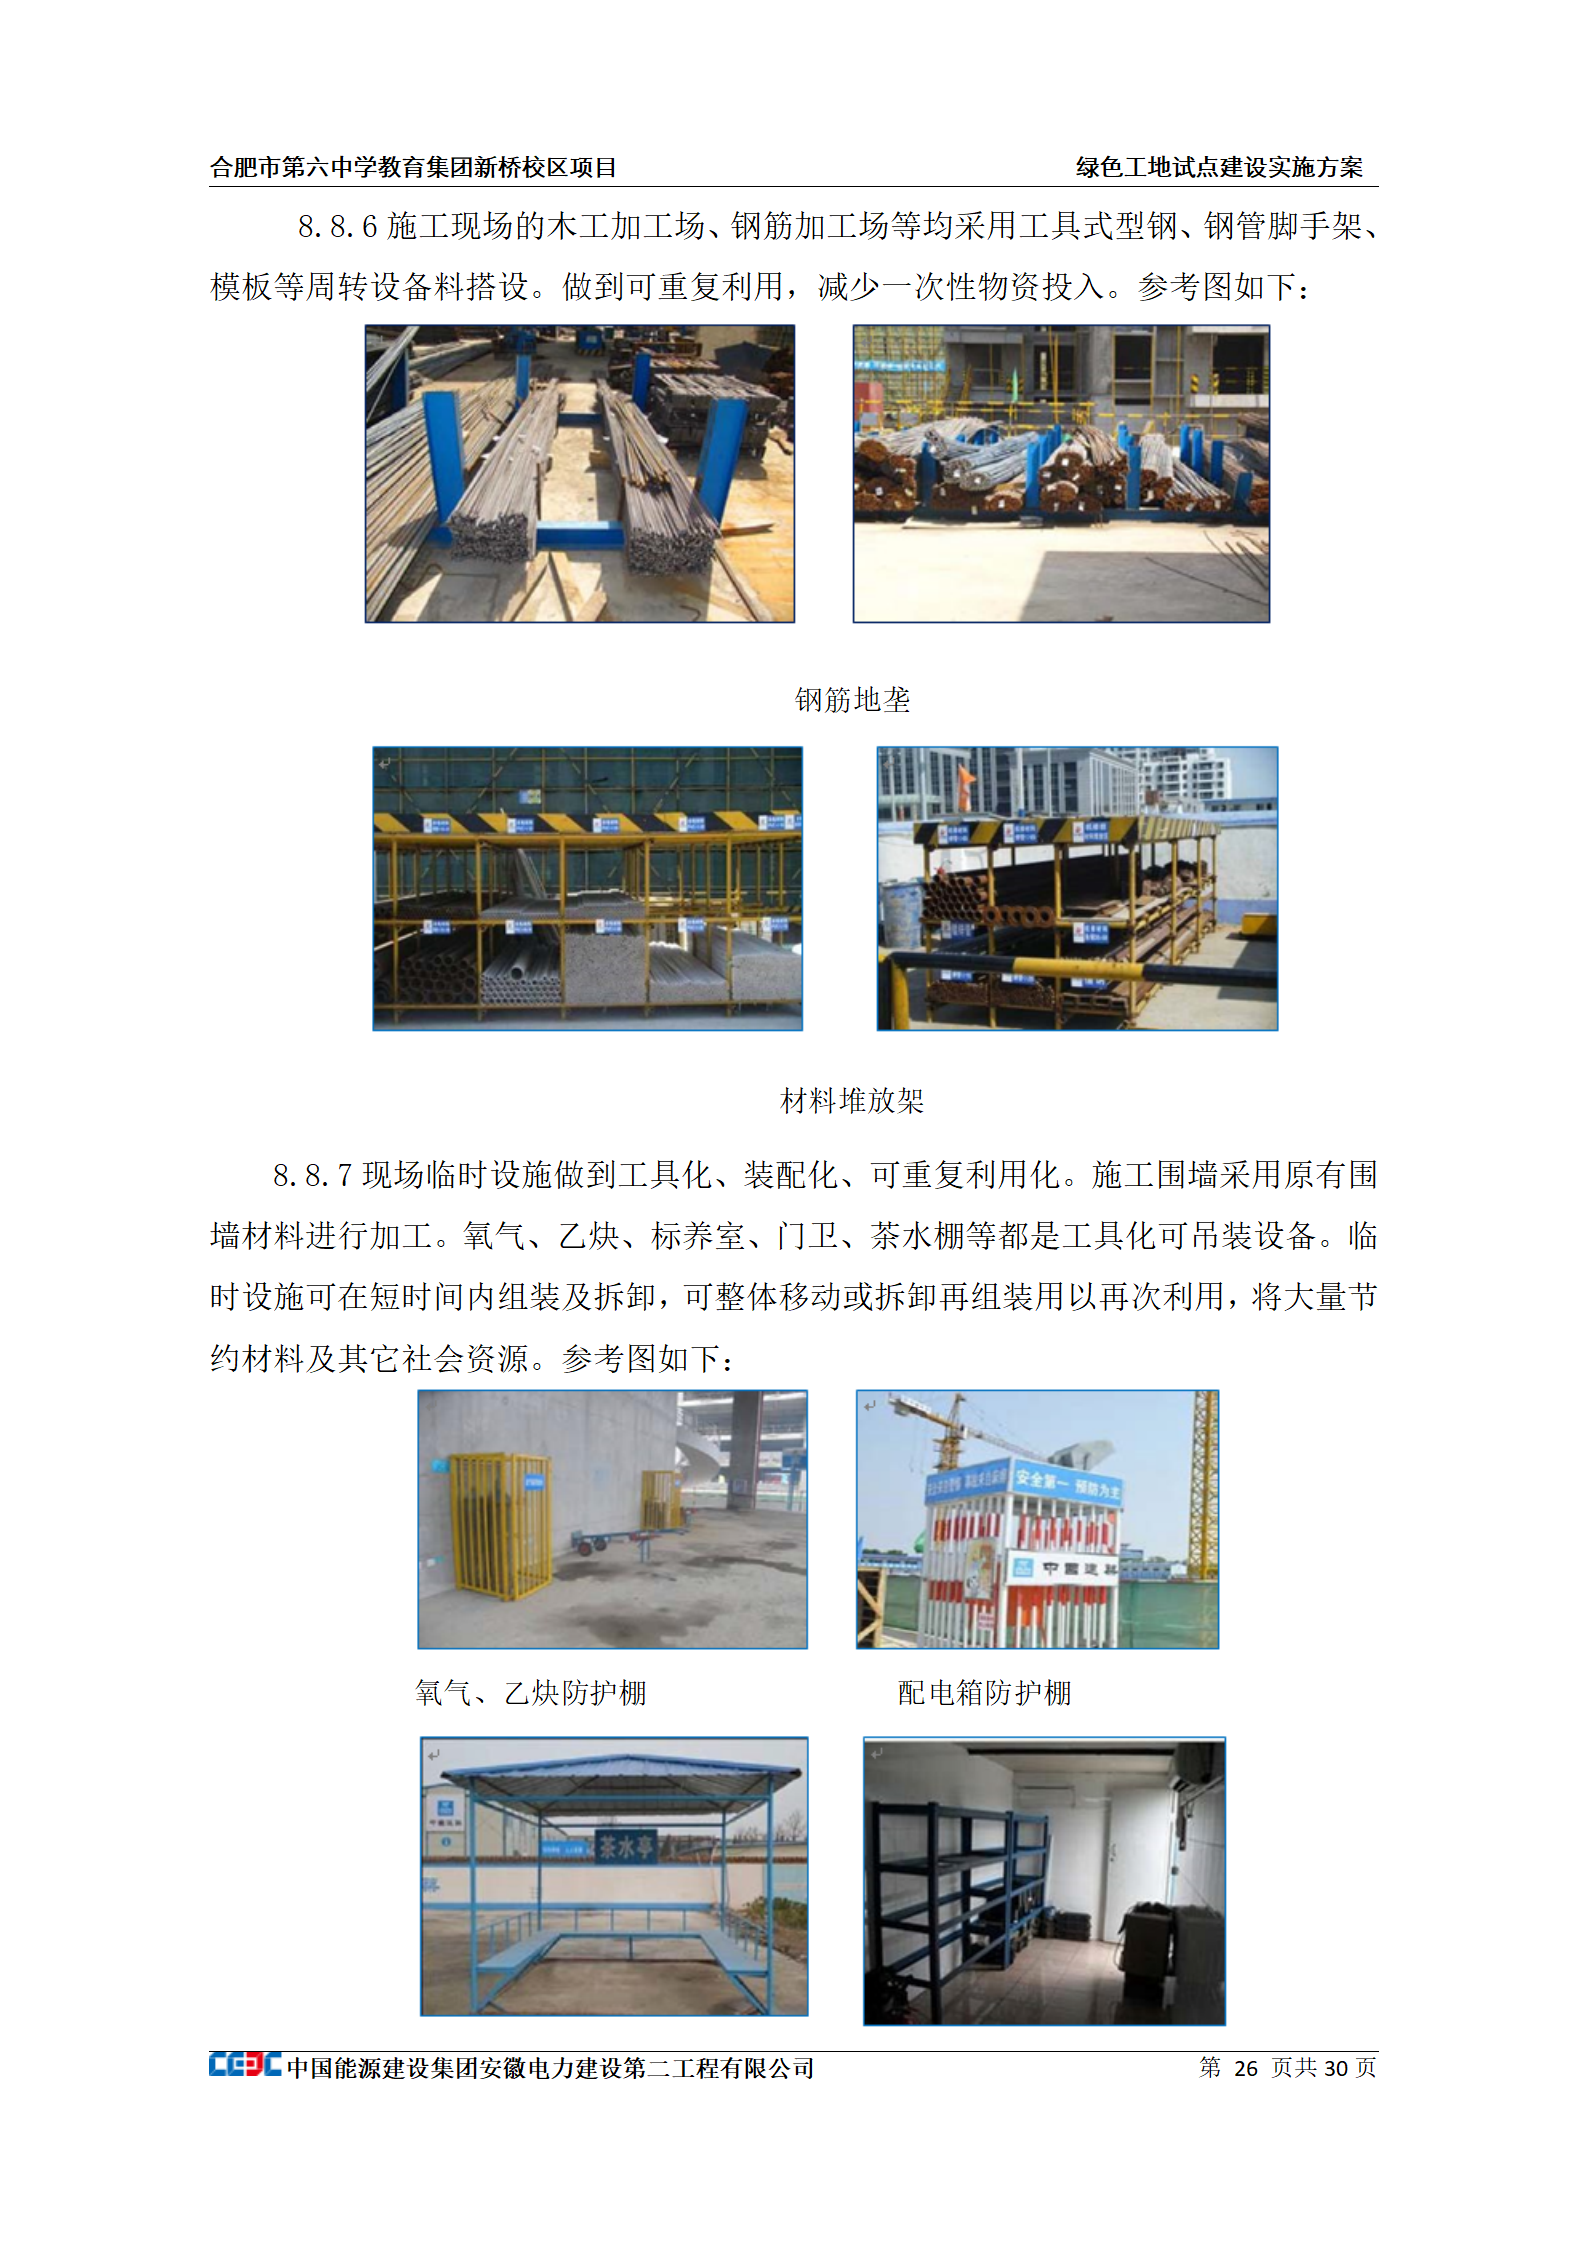 合肥市第六中学教育集团新桥校区项目 绿色工地试点建设实施方案
8.8.6 施工现场的木工加工场、钢筋加工场等均采用工具式型钢、钢管脚手架、
模板等周转设备料搭设。做到可重复利用，减少一次性物资投入。参考图如下：
钢筋地垄
材料堆放架
8.8.7 现场临时设施做到工具化、装配化、可重复利用化。施工围墙采用原有围
墙材料进行加工。氧气、乙炔、标养室、门卫、茶水棚等都是工具化可吊装设备。临
时设施可在短时间内组装及拆卸，可整体移动或拆卸再组装用以再次利用，将大量节
约材料及其它社会资源。参考图如下：
安全第一 预防为主
中国建筑
氧气、乙炔防护棚 配电箱防护棚
茶水亭
CEEC 中国能源建设集团安徽电力建设第二工程有限公司 第 26 页共 30 页